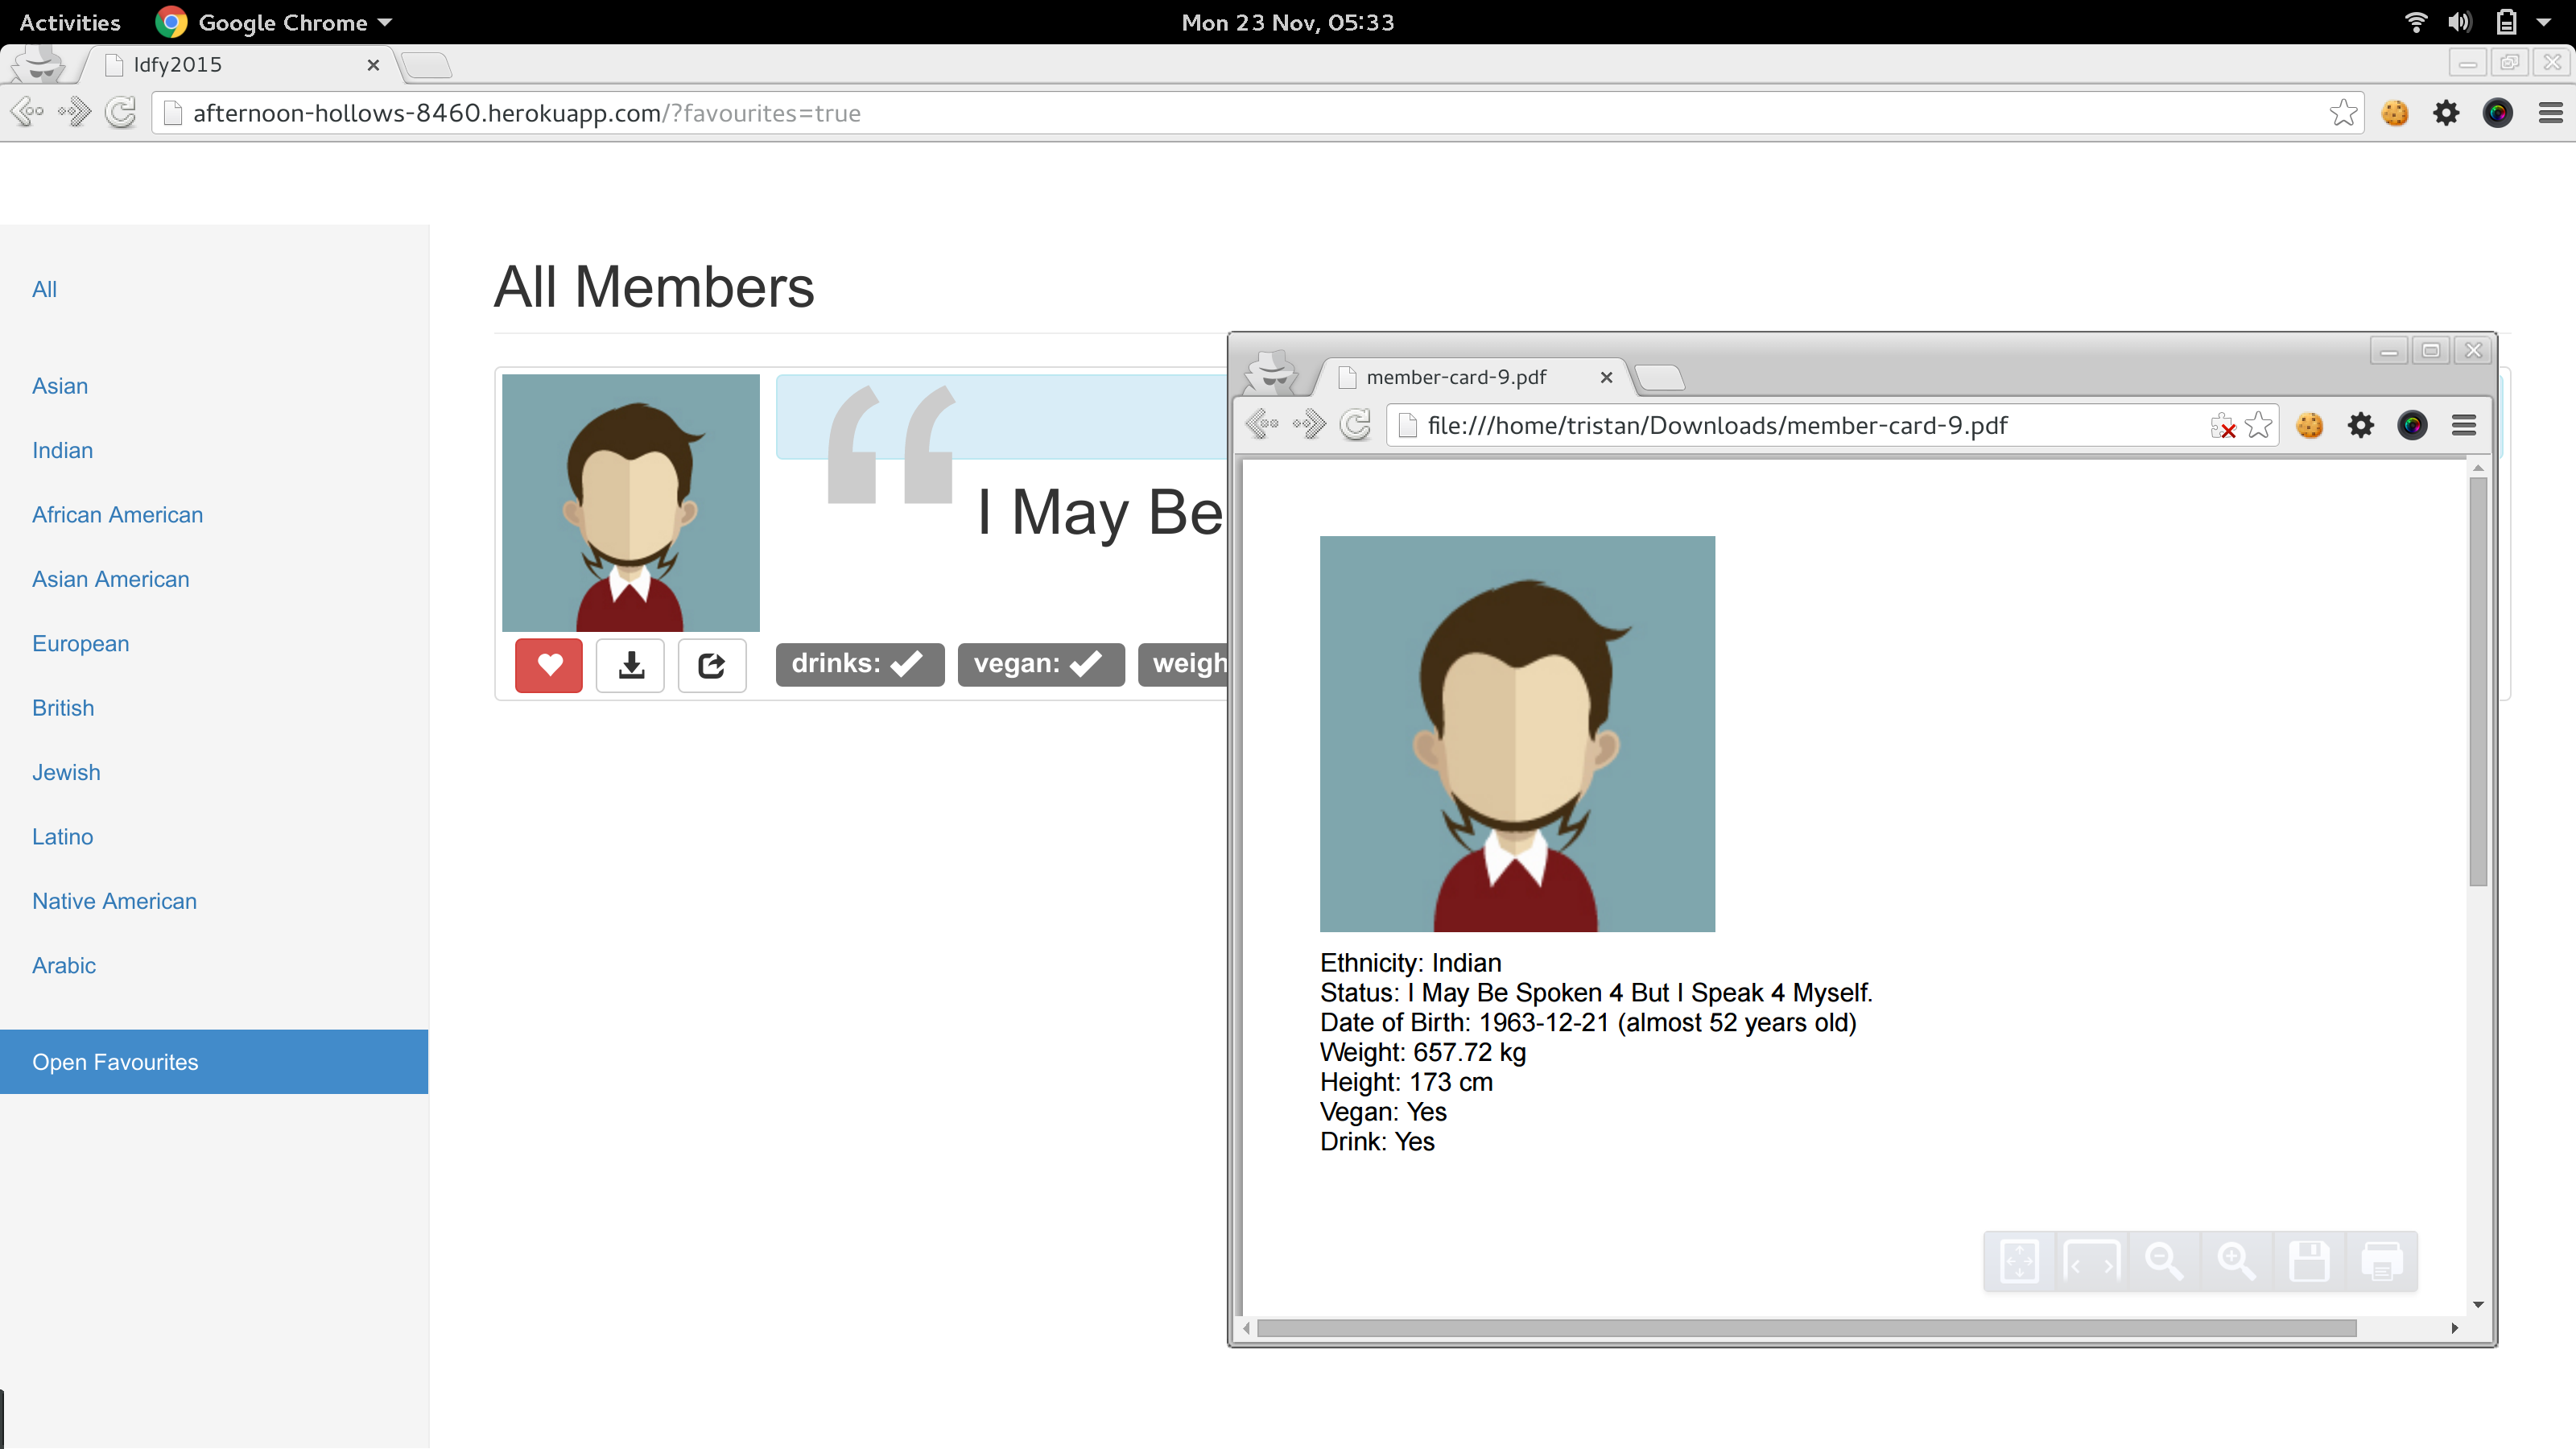 Activities Google Chrome Mon 23 Nov, 05:33
Idfy2015
afternoon-hollows-8460.herokuapp.com/?favourites=true
All
Asian
Indian
African American
Asian American
European
British
Jewish
Latino
Native American
Arabic
Open Favourites
All Members
“ I May Be
drinks: vegan: weigh
member-card-9.pdf
file:///home/tristan/Downloads/member-card-9.pdf
Ethnicity: Indian
Status: I May Be Spoken 4 But I Speak 4 Myself.
Date of Birth: 1963-12-21 (almost 52 years old)
Weight: 657.72 kg
Height: 173 cm
Vegan: Yes
Drink: Yes